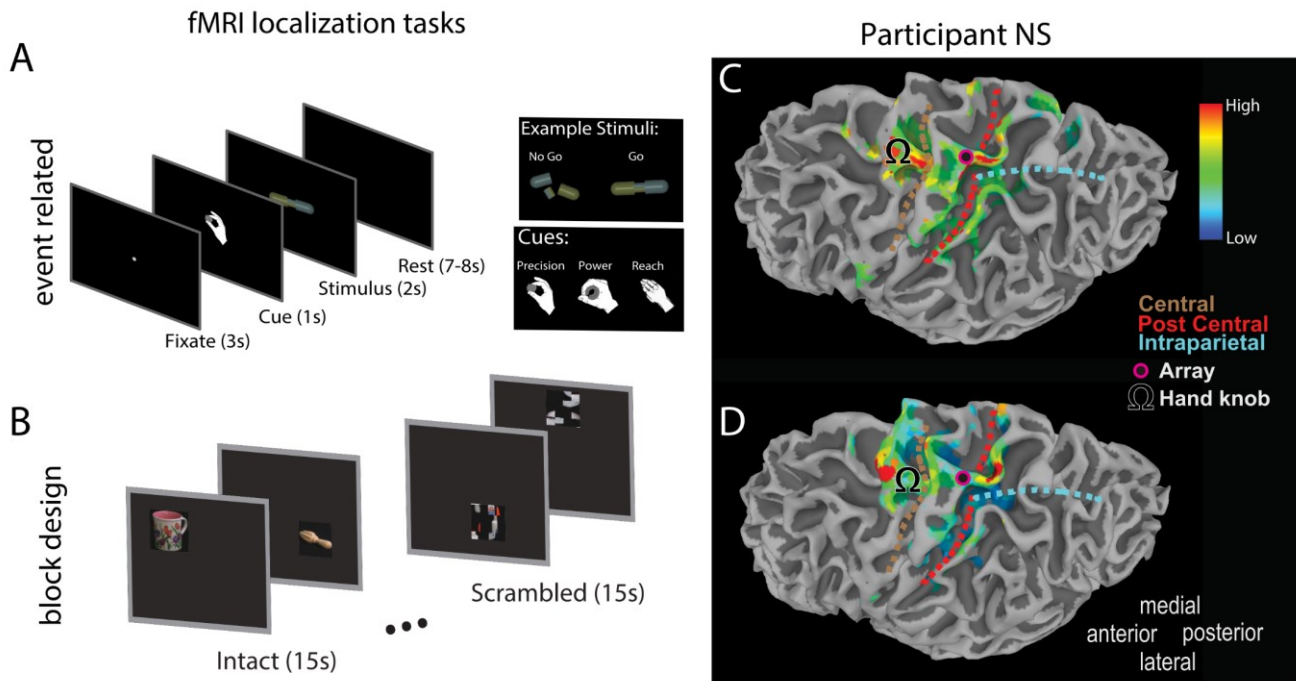 fMRI localization tasks
Participant NS
A
event related
Fixate (3s)
Cue (1s)
Stimulus (2s)
Rest (7-8s)
Example Stimuli:
No Go
Go
Cues:
Precision
Power
Reach
B
block design
Intact (15s)
Scrambled (15s)
C
Ω
High
Low
Central
Post Central
Intraparietal
Array
Ω Hand knob
D
Ω
medial
anterior posterior
lateral